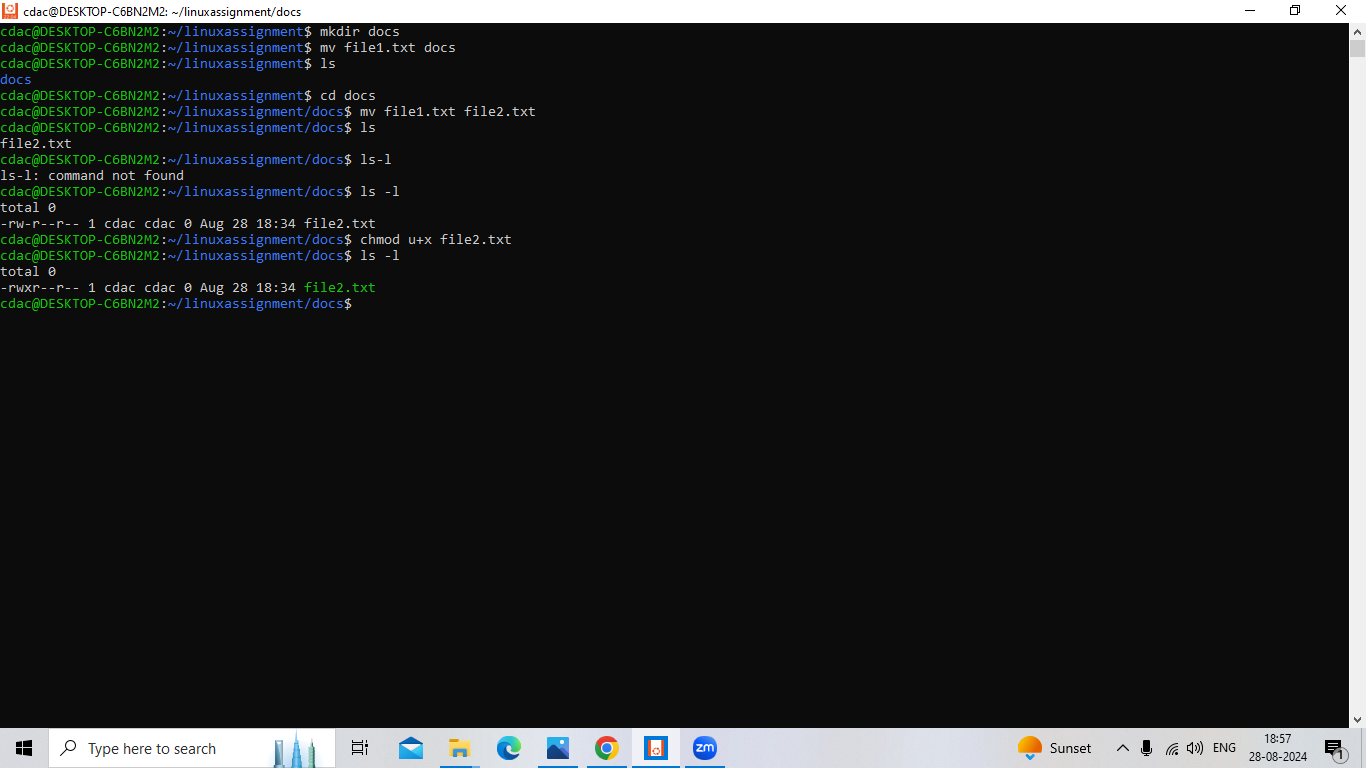 cdac@DESKTOP-C6BN2M2: ~/linuxassignment/docs
cdac@DESKTOP-C6BN2M2:~/linuxassignment$ mkdir docs
cdac@DESKTOP-C6BN2M2:~/linuxassignment$ mv file1.txt docs
cdac@DESKTOP-C6BN2M2:~/linuxassignment$ ls
docs
cdac@DESKTOP-C6BN2M2:~/linuxassignment$ cd docs
cdac@DESKTOP-C6BN2M2:~/linuxassignment/docs$ mv file1.txt file2.txt
cdac@DESKTOP-C6BN2M2:~/linuxassignment/docs$ ls
file2.txt
cdac@DESKTOP-C6BN2M2:~/linuxassignment/docs$ ls-l
ls-l: command not found
cdac@DESKTOP-C6BN2M2:~/linuxassignment/docs$ ls -l
total 0
-rw-r--r-- 1 cdac cdac 0 Aug 28 18:34 file2.txt
cdac@DESKTOP-C6BN2M2:~/linuxassignment/docs$ chmod u+x file2.txt
cdac@DESKTOP-C6BN2M2:~/linuxassignment/docs$ ls -l
total 0
-rwxr--r-- 1 cdac cdac 0 Aug 28 18:34 file2.txt
cdac@DESKTOP-C6BN2M2:~/linuxassignment/docs$
Type here to search
zm
Sunset
ENG
18:57
28-08-2024
1